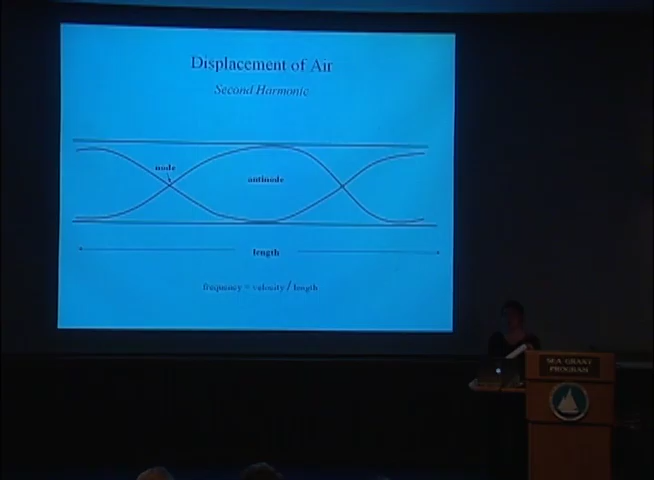 Displacement of Air
Second Harmonic
node
antinode
length
frequency = velocity / length
SEA GRANT
PROGRAM